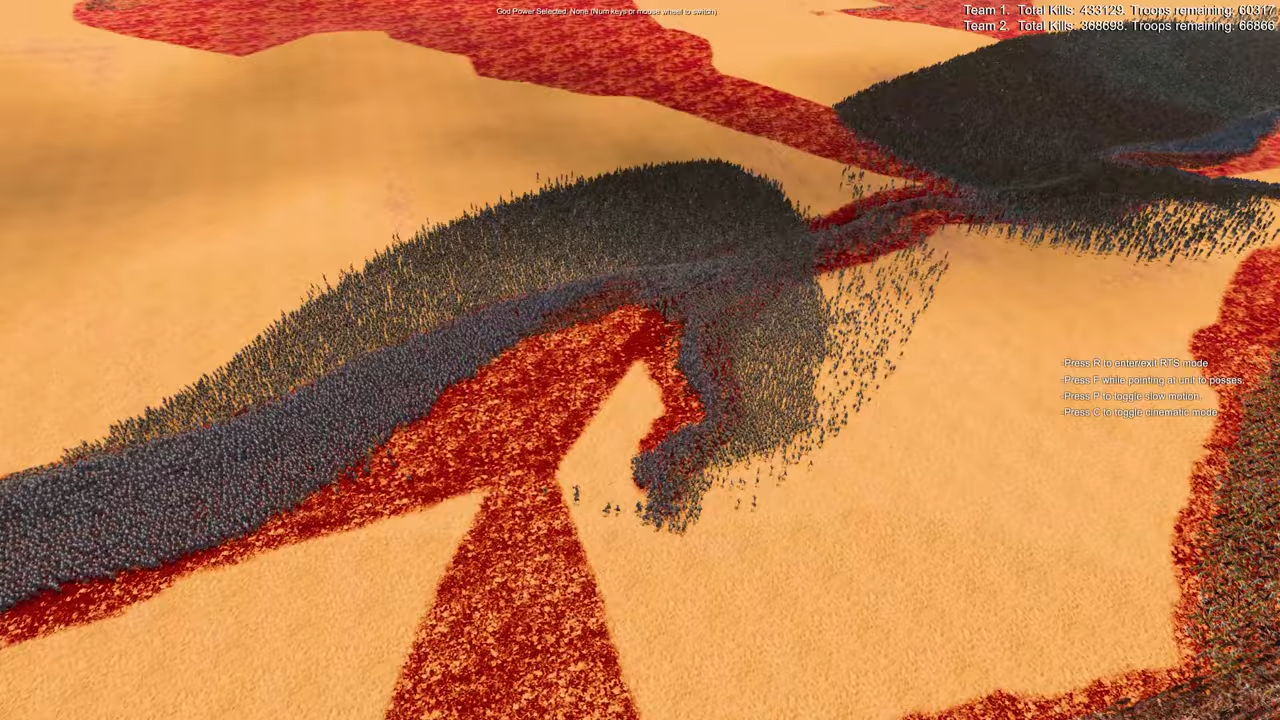 God Power Selected: None (Num keys or mouse wheel to switch).
Team 1. Total Kills: 433129. Troops remaining: 60317
Team 2. Total Kills: 368698. Troops remaining: 66866
-Press R to enter/exit RTS mode
-Press F while pointing at unit to posses.
-Press P to toggle slow motion.
-Press C to toggle cinematic mode